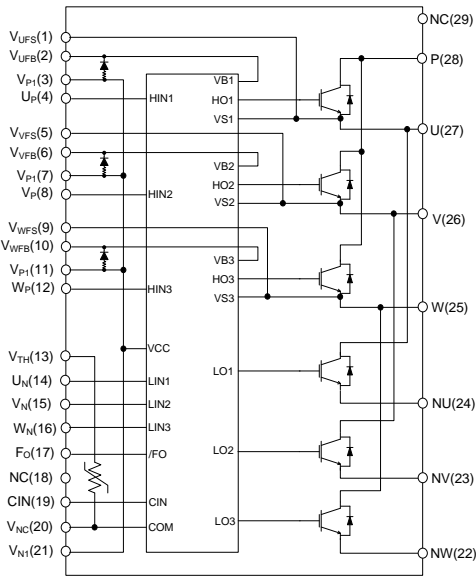 NC(29)
V_UFS(1)
V_UFB(2)
P(28)
V_P1(3)
VB1
U_P(4)
HIN1
HO1
VS1
U(27)
V_VFS(5)
V_VFB(6)
VB2
V_P1(7)
HO2
V_P(8)
HIN2
VS2
V(26)
V_WFS(9)
V_WFB(10)
VB3
V_P1(11)
HO3
W_P(12)
HIN3
VS3
W(25)
V_TH(13)
VCC
U_N(14)
LIN1
LO1
V_N(15)
LIN2
NU(24)
W_N(16)
LIN3
F_O(17)
/FO
LO2
NC(18)
NV(23)
CIN(19)
CIN
V_NC(20)
COM
LO3
V_N1(21)
NW(22)